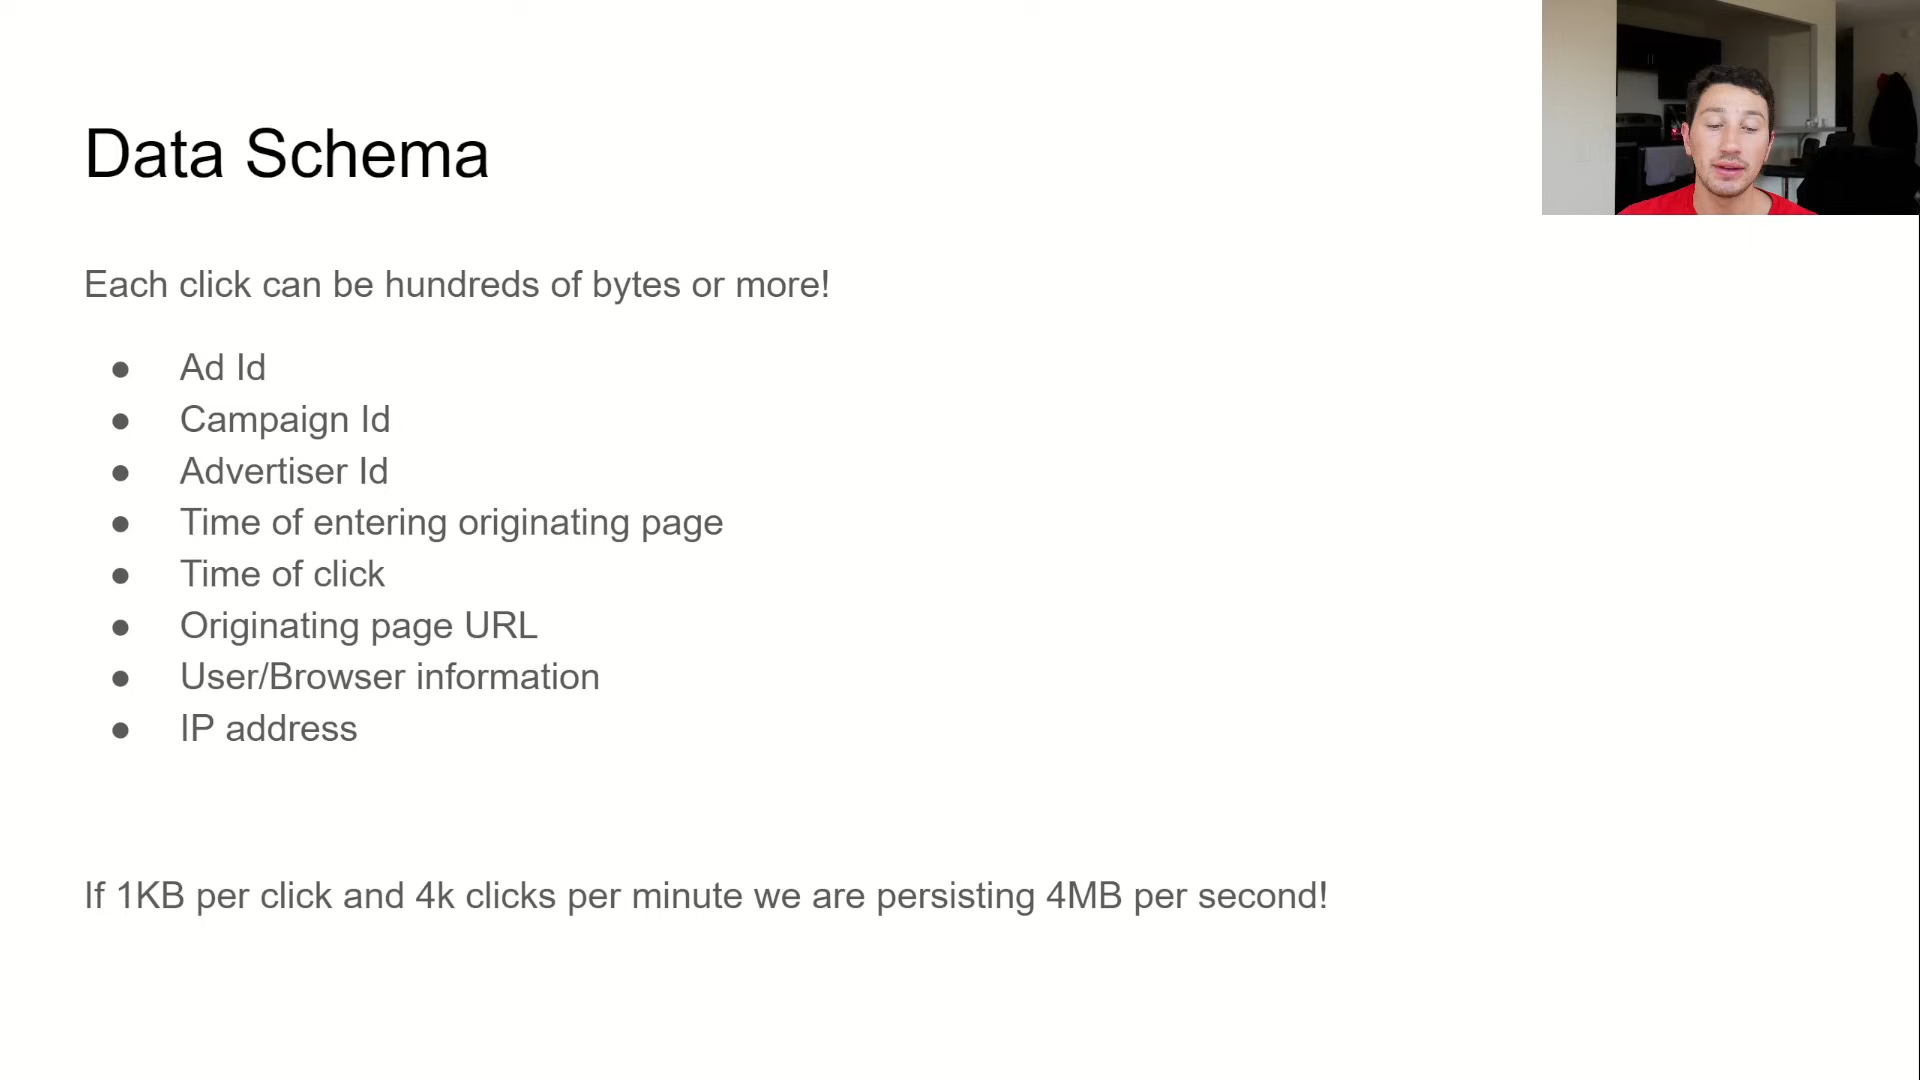 Data Schema
Each click can be hundreds of bytes or more!
● Ad Id
● Campaign Id
● Advertiser Id
● Time of entering originating page
● Time of click
● Originating page URL
● User/Browser information
● IP address
If 1KB per click and 4k clicks per minute we are persisting 4MB per second!